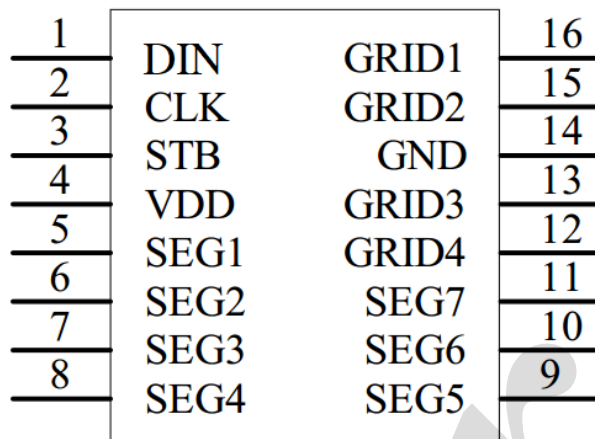 1 DIN GRID1 16
2 CLK GRID2 15
3 STB GND 14
4 VDD GRID3 13
5 SEG1 GRID4 12
6 SEG2 SEG7 11
7 SEG3 SEG6 10
8 SEG4 SEG5 9